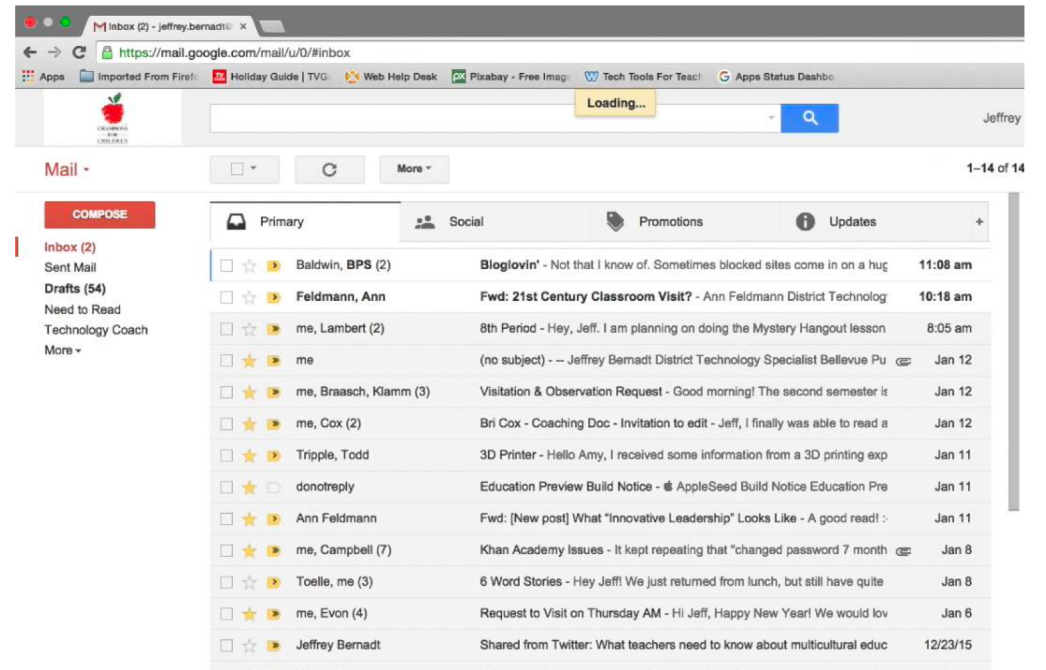 Inbox (2) - jeffrey.bernadt@
https://mail.google.com/mail/u/0/#inbox
Apps Imported From Firefo Holiday Guide | TVG Web Help Desk Pixabay - Free Image Tech Tools For Teach Apps Status Dashbo
Loading...
CHAMPIONS
FOR
CHILDREN
Jeffrey
Mail
More
1–14 of 14
COMPOSE
Inbox (2)
Sent Mail
Drafts (54)
Need to Read
Technology Coach
More
Primary Social Promotions Updates +
Baldwin, BPS (2) Bloglovin' - Not that I know of. Sometimes blocked sites come in on a hug 11:08 am
Feldmann, Ann Fwd: 21st Century Classroom Visit? - Ann Feldmann District Technolog 10:18 am
me, Lambert (2) 8th Period - Hey, Jeff. I am planning on doing the Mystery Hangout lesson 8:05 am
me (no subject) - -- Jeffrey Bernadt District Technology Specialist Bellevue Pu Jan 12
me, Braasch, Klamm (3) Visitation & Observation Request - Good morning! The second semester is Jan 12
me, Cox (2) Bri Cox - Coaching Doc - Invitation to edit - Jeff, I finally was able to read a Jan 12
Tripple, Todd 3D Printer - Hello Amy, I received some information from a 3D printing exp Jan 11
donotreply Education Preview Build Notice - AppleSeed Build Notice Education Pre Jan 11
Ann Feldmann Fwd: [New post] What "Innovative Leadership" Looks Like - A good read! :- Jan 11
me, Campbell (7) Khan Academy Issues - It kept repeating that "changed password 7 month Jan 8
Toelle, me (3) 6 Word Stories - Hey Jeff! We just returned from lunch, but still have quite Jan 8
me, Evon (4) Request to Visit on Thursday AM - Hi Jeff, Happy New Year! We would lov Jan 6
Jeffrey Bernadt Shared from Twitter: What teachers need to know about multicultural educ 12/23/15